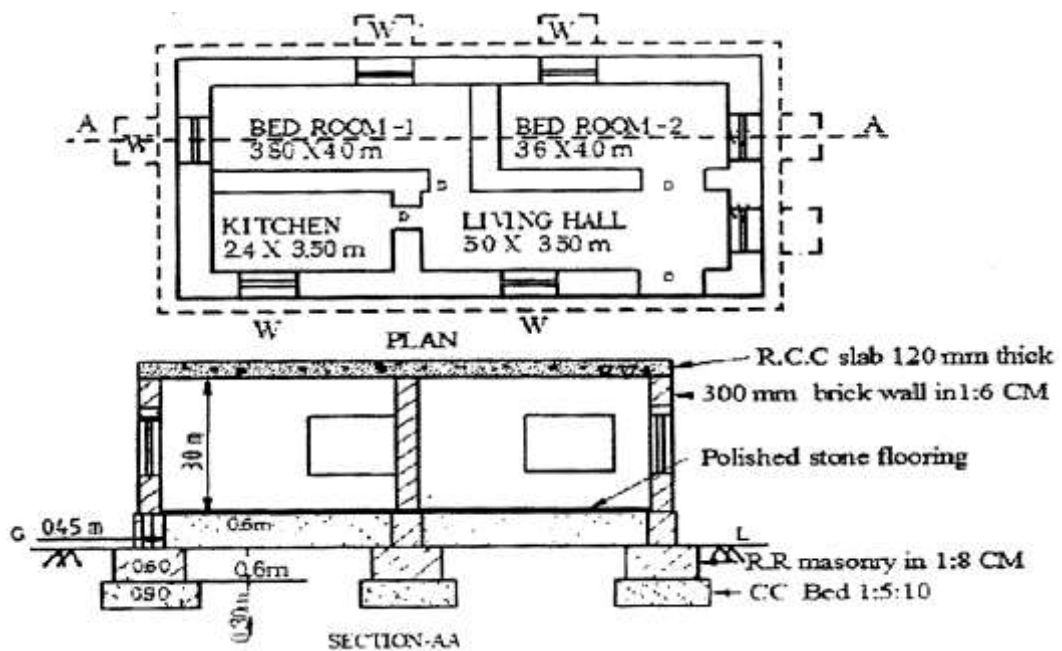 W W
A A
BED ROOM -1 BED ROOM -2
W
3.80 X 4.0 m 3.6 X 4.0 m
D
D
KITCHEN LIVING HALL
2.4 X 3.50 m 5.0 X 3.50 m
D
W W
PLAN
R.C.C slab 120 mm thick
300 mm brick wall in 1:6 CM
3.0 m
Polished stone flooring
0.45 m
0.6m
G L
0.60 0.6m
R.R masonry in 1:8 CM
0.90
CC Bed 1:5:10
0.30m
SECTION-AA